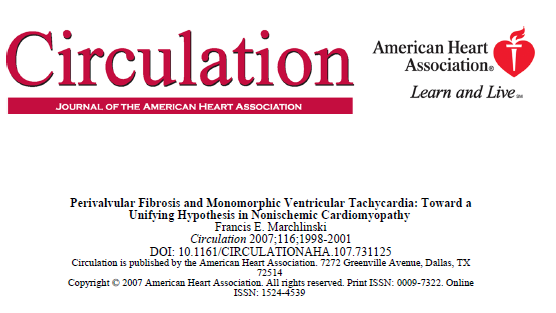 Circulation
JOURNAL OF THE AMERICAN HEART ASSOCIATION
American Heart
Association®
Learn and Live℠
Perivalvular Fibrosis and Monomorphic Ventricular Tachycardia: Toward a
Unifying Hypothesis in Nonischemic Cardiomyopathy
Francis E. Marchlinski
Circulation 2007;116;1998-2001
DOI: 10.1161/CIRCULATIONAHA.107.731125
Circulation is published by the American Heart Association. 7272 Greenville Avenue, Dallas, TX
72514
Copyright © 2007 American Heart Association. All rights reserved. Print ISSN: 0009-7322. Online
ISSN: 1524-4539